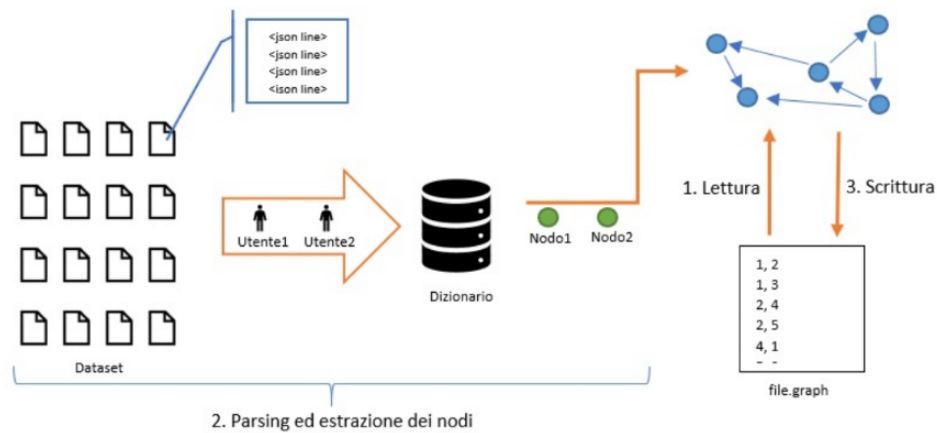 <json line>
<json line>
<json line>
<ison line>
1. Lettura
3. Scrittura
Utente1
Utente2
Nodo1
Nodo2
Dizionario
1, 2
1, 3
2, 4
2, 5
4, 1
Dataset
file.graph
2. Parsing ed estrazione dei nodi